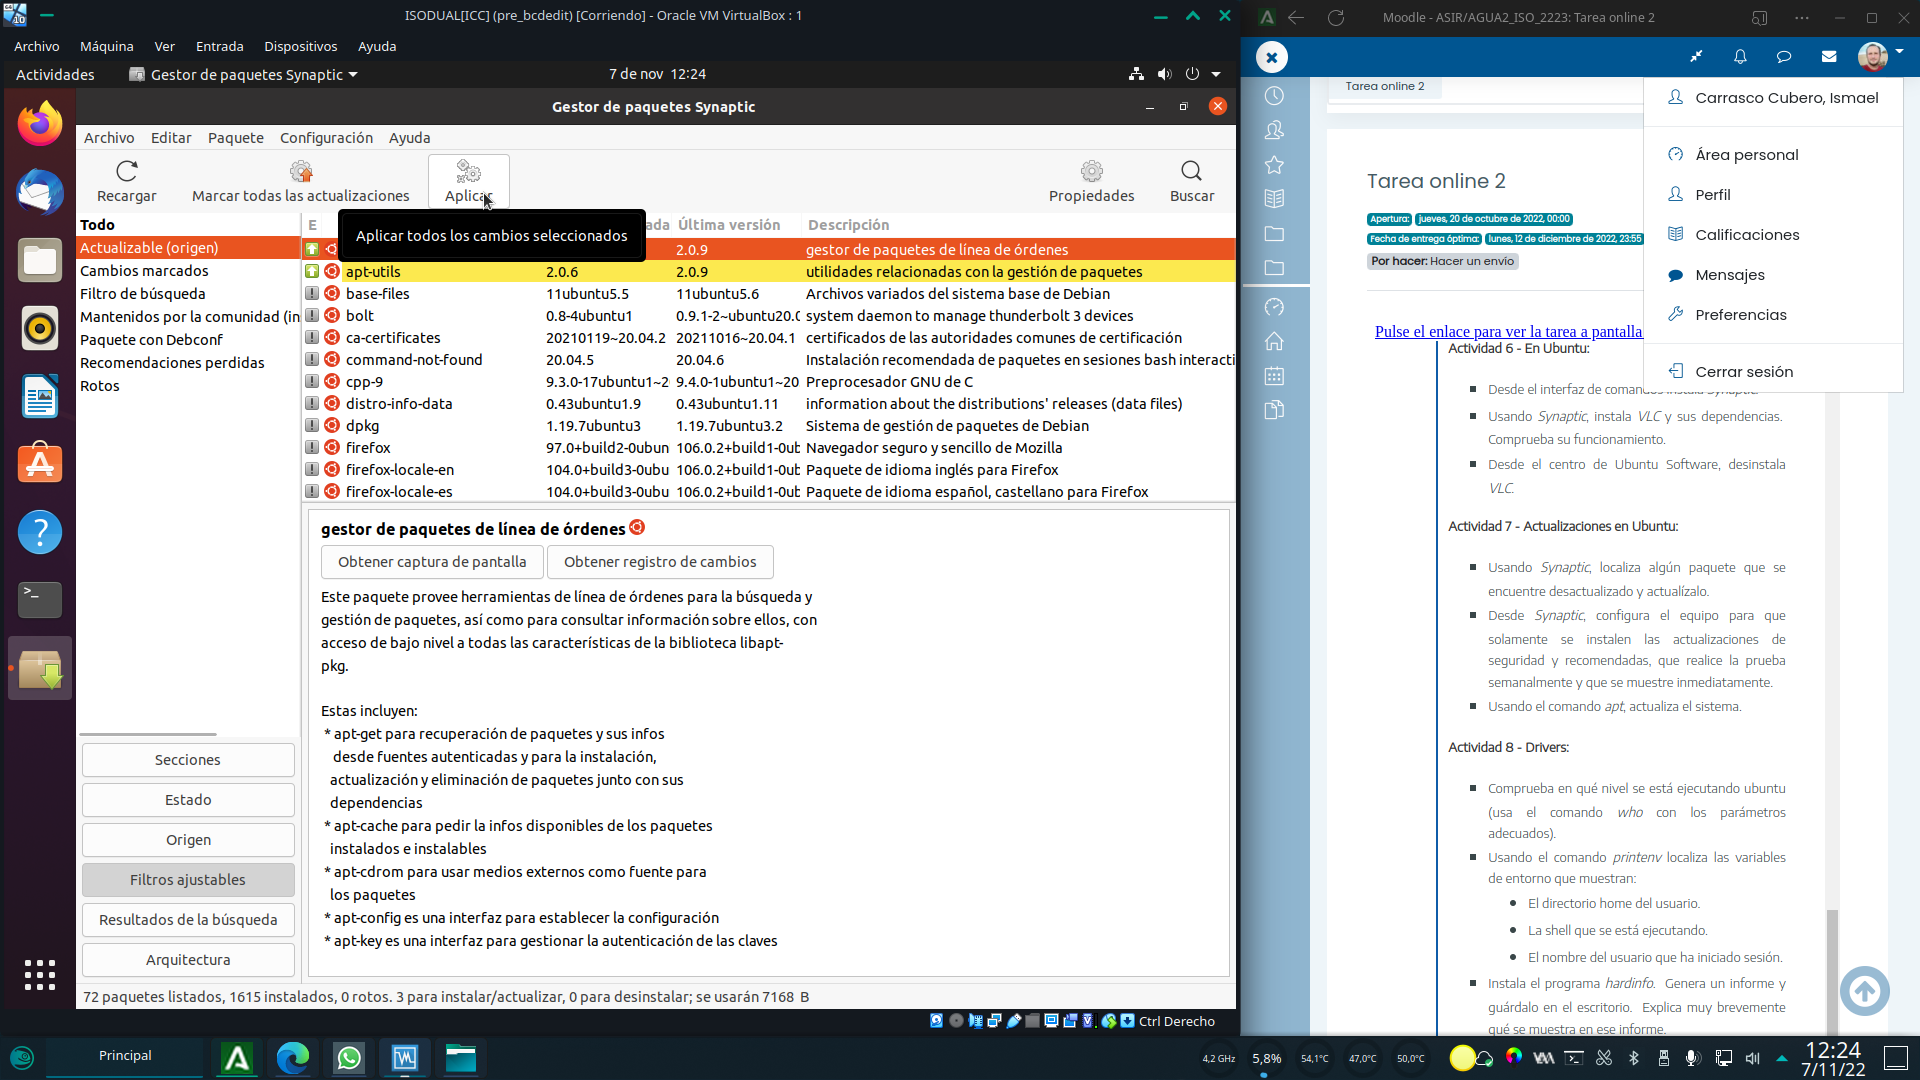 ISODUAL[ICC] (pre_bcdedit) [Corriendo] - Oracle VM VirtualBox : 1
Archivo Máquina Ver Entrada Dispositivos Ayuda
Actividades Gestor de paquetes Synaptic 7 de nov 12:24
Gestor de paquetes Synaptic
Archivo Editar Paquete Configuración Ayuda
Recargar Marcar todas las actualizaciones Aplicar Propiedades Buscar
Aplicar todos los cambios seleccionados
Todo
Actualizable (origen)
Cambios marcados
Filtro de búsqueda
Mantenidos por la comunidad (in
Paquete con Debconf
Recomendaciones perdidas
Rotos
E ada Última versión Descripción
2.0.9 gestor de paquetes de línea de órdenes
apt-utils 2.0.6 2.0.9 utilidades relacionadas con la gestión de paquetes
base-files 11ubuntu5.5 11ubuntu5.6 Archivos variados del sistema base de Debian
bolt 0.8-4ubuntu1 0.9.1-2~ubuntu20.0 system daemon to manage thunderbolt 3 devices
ca-certificates 20210119~20.04.2 20211016~20.04.1 certificados de las autoridades comunes de certificación
command-not-found 20.04.5 20.04.6 Instalación recomendada de paquetes en sesiones bash interacti
cpp-9 9.3.0-17ubuntu1~2 9.4.0-1ubuntu1~20 Preprocesador GNU de C
distro-info-data 0.43ubuntu1.9 0.43ubuntu1.11 information about the distributions' releases (data files)
dpkg 1.19.7ubuntu3 1.19.7ubuntu3.2 Sistema de gestión de paquetes de Debian
firefox 97.0+build2-0ubun 106.0.2+build1-0ub Navegador seguro y sencillo de Mozilla
firefox-locale-en 104.0+build3-0ubu 106.0.2+build1-0ub Paquete de idioma inglés para Firefox
firefox-locale-es 104.0+build3-0ubu 106.0.2+build1-0ub Paquete de idioma español, castellano para Firefox
gestor de paquetes de línea de órdenes
Obtener captura de pantalla Obtener registro de cambios
Este paquete provee herramientas de línea de órdenes para la búsqueda y
gestión de paquetes, así como para consultar información sobre ellos, con
acceso de bajo nivel a todas las características de la biblioteca libapt-
pkg.
Estas incluyen:
* apt-get para recuperación de paquetes y sus infos
desde fuentes autenticadas y para la instalación,
actualización y eliminación de paquetes junto con sus
dependencias
* apt-cache para pedir la infos disponibles de los paquetes
instalados e instalables
* apt-cdrom para usar medios externos como fuente para
los paquetes
* apt-config es una interfaz para establecer la configuración
* apt-key es una interfaz para gestionar la autenticación de las claves
Secciones
Estado
Origen
Filtros ajustables
Resultados de la búsqueda
Arquitectura
72 paquetes listados, 1615 instalados, 0 rotos. 3 para instalar/actualizar, 0 para desinstalar; se usarán 7168 B
Ctrl Derecho
Moodle - ASIR/AGUA2_ISO_2223: Tarea online 2
Tarea online 2
Carrasco Cubero, Ismael
Área personal
Perfil
Calificaciones
Mensajes
Preferencias
Cerrar sesión
Tarea online 2
Apertura: jueves, 20 de octubre de 2022, 00:00
Fecha de entrega óptima: lunes, 12 de diciembre de 2022, 23:55
Por hacer: Hacer un envío
Pulse el enlace para ver la tarea a pantalla
Actividad 6 - En Ubuntu:
Desde el interfaz de comandos instala Synaptic.
Usando Synaptic, instala VLC y sus dependencias.
Comprueba su funcionamiento.
Desde el centro de Ubuntu Software, desinstala
VLC.
Actividad 7 - Actualizaciones en Ubuntu:
Usando Synaptic, localiza algún paquete que se
encuentre desactualizado y actualízalo.
Desde Synaptic, configura el equipo para que
solamente se instalen las actualizaciones de
seguridad y recomendadas, que realice la prueba
semanalmente y que se muestre inmediatamente.
Usando el comando apt, actualiza el sistema.
Actividad 8 - Drivers:
Comprueba en qué nivel se está ejecutando ubuntu
(usa el comando who con los parámetros
adecuados).
Usando el comando printenv localiza las variables
de entorno que muestran:
El directorio home del usuario.
La shell que se está ejecutando.
El nombre del usuario que ha iniciado sesión.
Instala el programa hardinfo. Genera un informe y
guárdalo en el escritorio. Explica muy brevemente
qué se muestra en ese informe.
Principal
4,2 GHz 5,8% 54,1°C 47,0°C 50,0°C
12:24
7/11/22